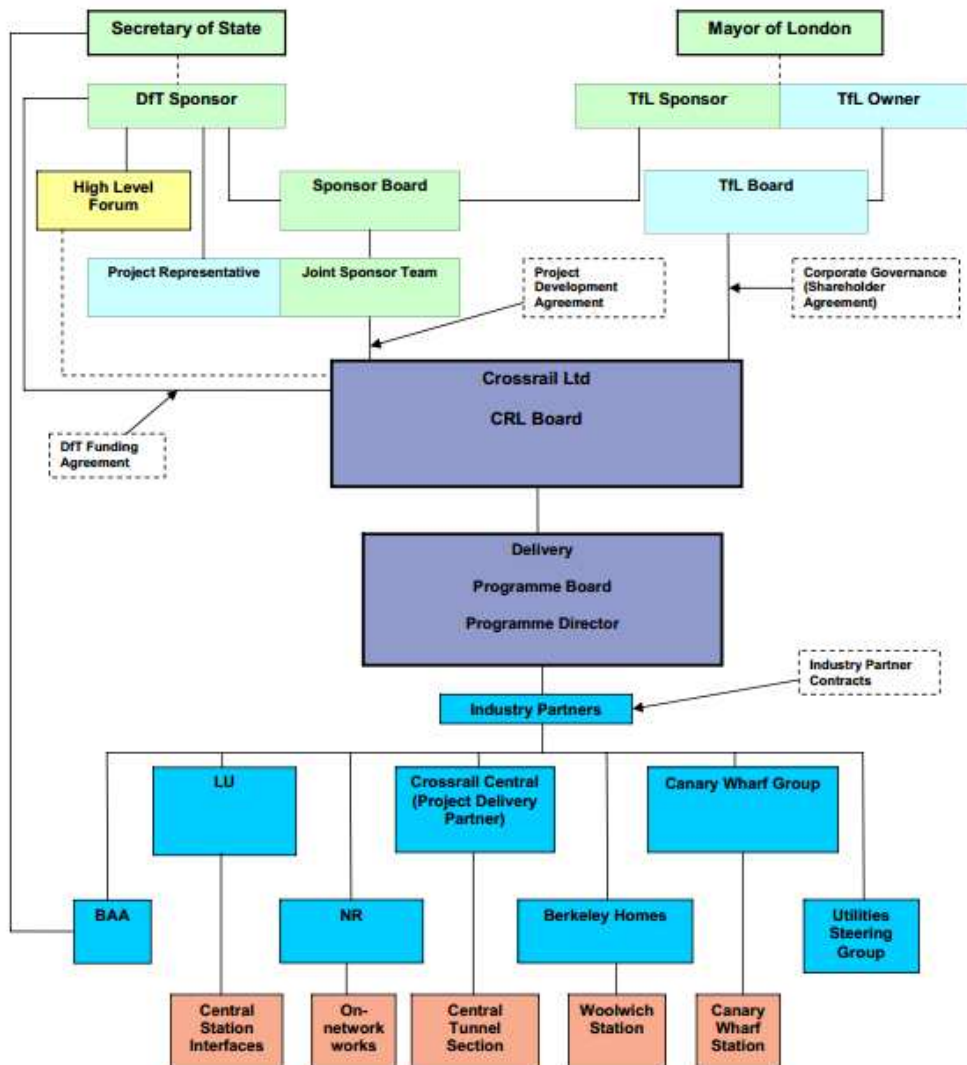 Secretary of State
Mayor of London
DfT Sponsor
TfL Sponsor
TfL Owner
High Level
Forum
Sponsor Board
TfL Board
Project Representative
Joint Sponsor Team
Project
Development
Agreement
Corporate Governance
(Shareholder
Agreement)
Crossrail Ltd
CRL Board
DfT Funding
Agreement
Delivery
Programme Board
Programme Director
Industry Partner
Contracts
Industry Partners
LU
Crossrail Central
(Project Delivery
Partner)
Canary Wharf Group
BAA
NR
Berkeley Homes
Utilities
Steering
Group
Central
Station
Interfaces
On-
network
works
Central
Tunnel
Section
Woolwich
Station
Canary
Wharf
Station